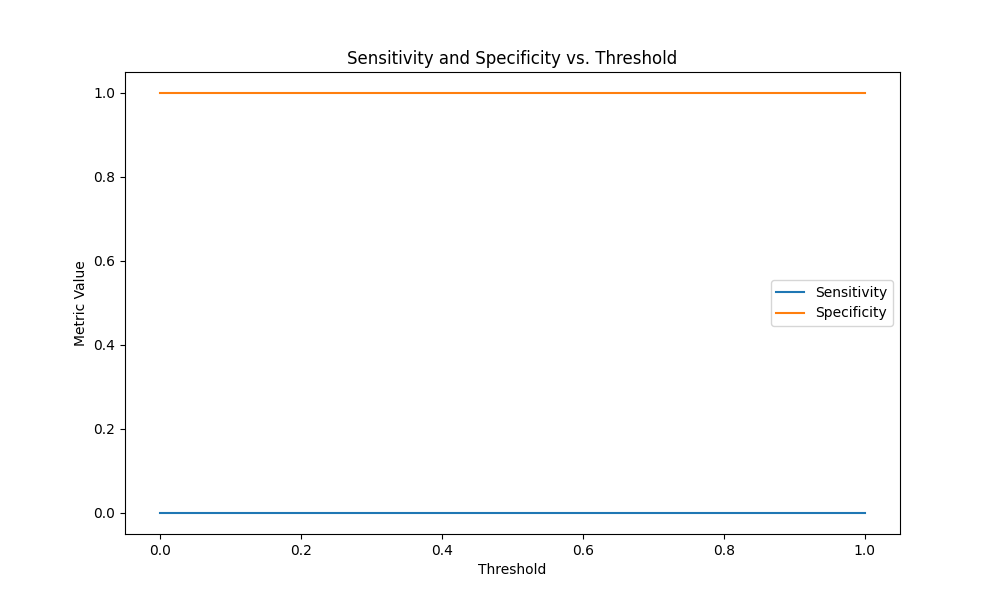 Sensitivity and Specificity vs. Threshold
1.0
0.8
0.6
0.4
0.2
0.0
Metric Value
Sensitivity
Specificity
0.0 0.2 0.4 0.6 0.8 1.0
Threshold